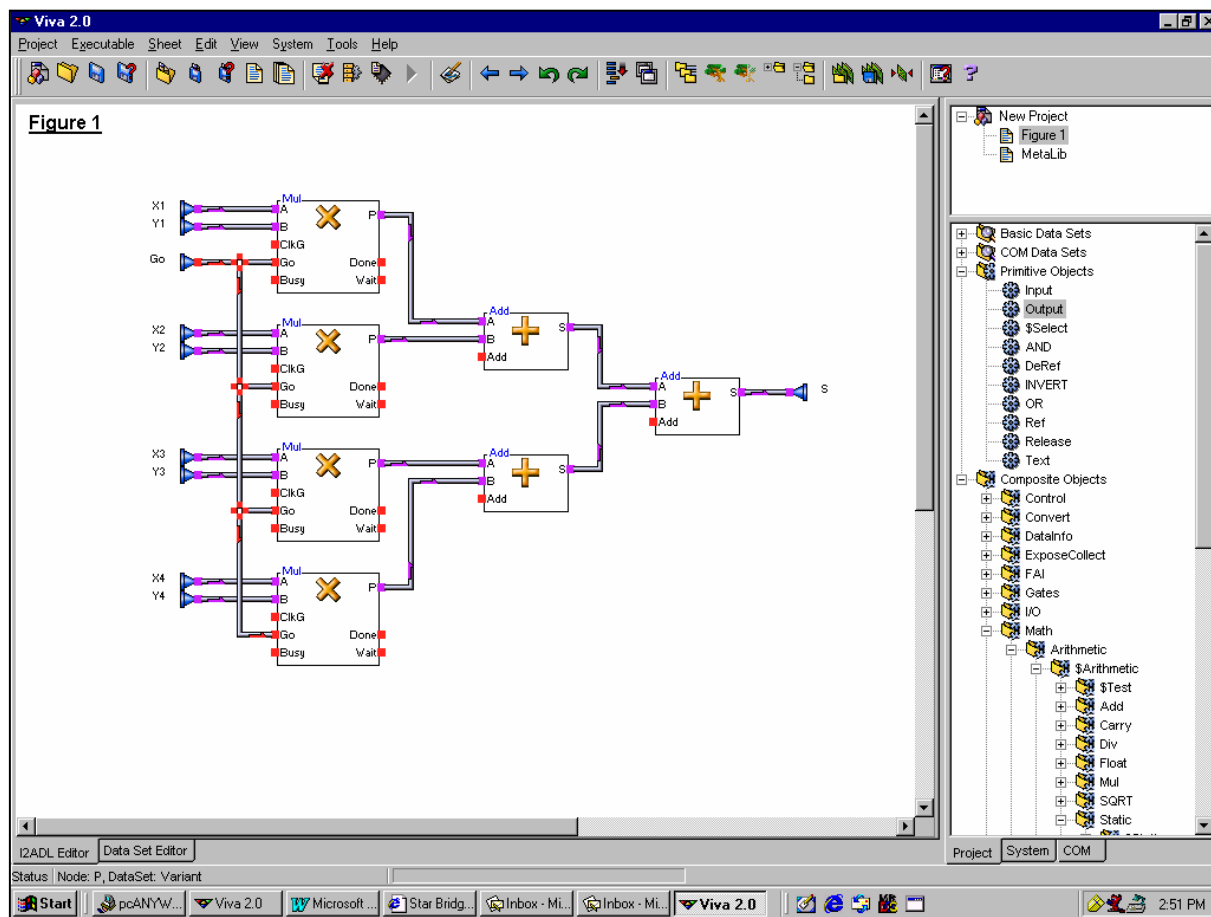 Viva 2.0
Project Executable Sheet Edit View System Tools Help
Figure 1
X1
Y1
Go
Mul
A
B
ClkG
Go
Busy
P
Done
Wait
X2
Y2
Mul
A
B
ClkG
Go
Busy
P
Done
Wait
X3
Y3
Mul
A
B
ClkG
Go
Busy
P
Done
Wait
X4
Y4
Mul
A
B
ClkG
Go
Busy
P
Done
Wait
Add
A
B
Add
S
Add
A
B
Add
S
Add
A
B
Add
S
S
New Project
Figure 1
MetaLib
Basic Data Sets
COM Data Sets
Primitive Objects
Input
Output
$Select
AND
DeRef
INVERT
OR
Ref
Release
Text
Composite Objects
Control
Convert
DataInfo
ExposeCollect
FAI
Gates
I/O
Math
Arithmetic
$Arithmetic
$Test
Add
Carry
Div
Float
Mul
SQRT
Static
I2ADL Editor Data Set Editor
Project System COM
Status Node: P, DataSet: Variant
Start pcANYW... Viva 2.0 Microsoft ... Star Bridg... Inbox - Mi... Inbox - Mi... Viva 2.0 2:51 PM